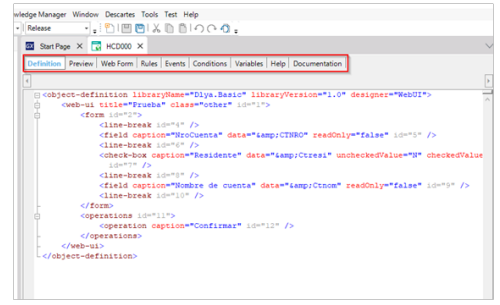 wledge Manager Window Descartes Tools Test Help
Release
Start Page HCD000
Definition Preview Web Form Rules Events Conditions Variables Help Documentation
<object-definition libraryName="Dlya.Basic" libraryVersion="1.0" designer="WebUI">
<web-ui title="Prueba" class="other" id="1">
<form id="2">
<line-break id="4" />
<field caption="NroCuenta" data="&amp;CTNRO" readOnly="false" id="5" />
<line-break id="6" />
<check-box caption="Residente" data="&amp;Ctresi" uncheckedValue="N" checkedValue
id="7" />
<line-break id="8" />
<field caption="Nombre de cuenta" data="&amp;Ctnom" readOnly="false" id="9" />
<line-break id="10" />
</form>
<operations id="11">
<operation caption="Confirmar" id="12" />
</operations>
</web-ui>
</object-definition>